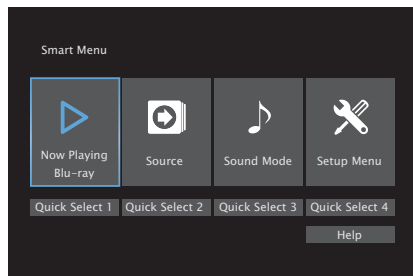 Smart Menu
Now Playing
Blu-ray
Source
Sound Mode
Setup Menu
Quick Select 1
Quick Select 2
Quick Select 3
Quick Select 4
Help